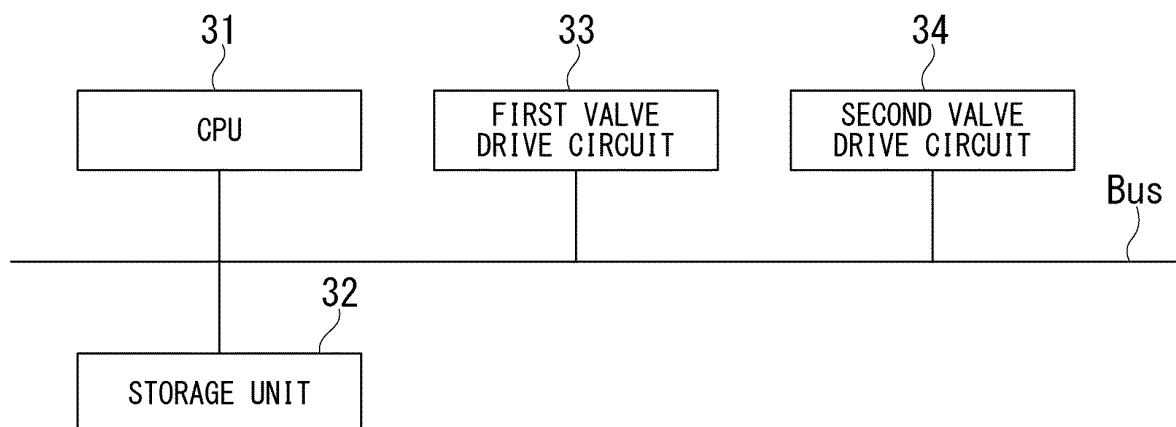 31
33
34
CPU
FIRST VALVE
DRIVE CIRCUIT
SECOND VALVE
DRIVE CIRCUIT
Bus
32
STORAGE UNIT